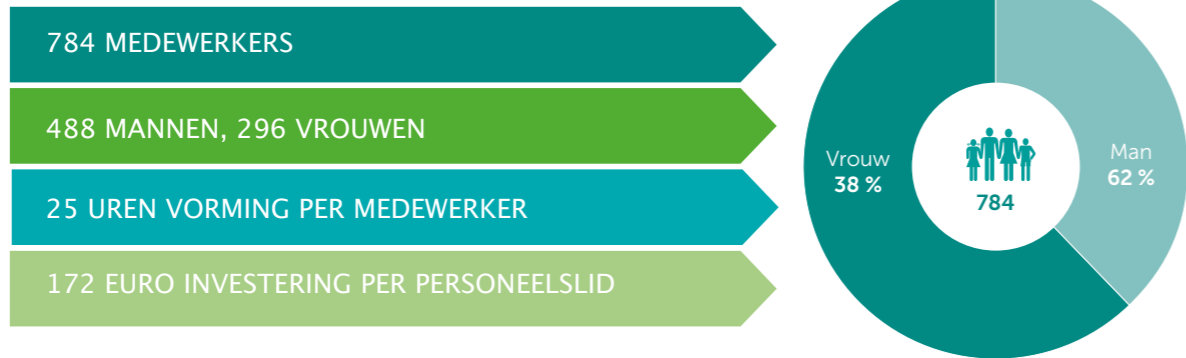 784 MEDEWERKERS
488 MANNEN, 296 VROUWEN
25 UREN VORMING PER MEDEWERKER
172 EURO INVESTERING PER PERSONEELSLID
Vrouw
38 %
784
Man
62 %